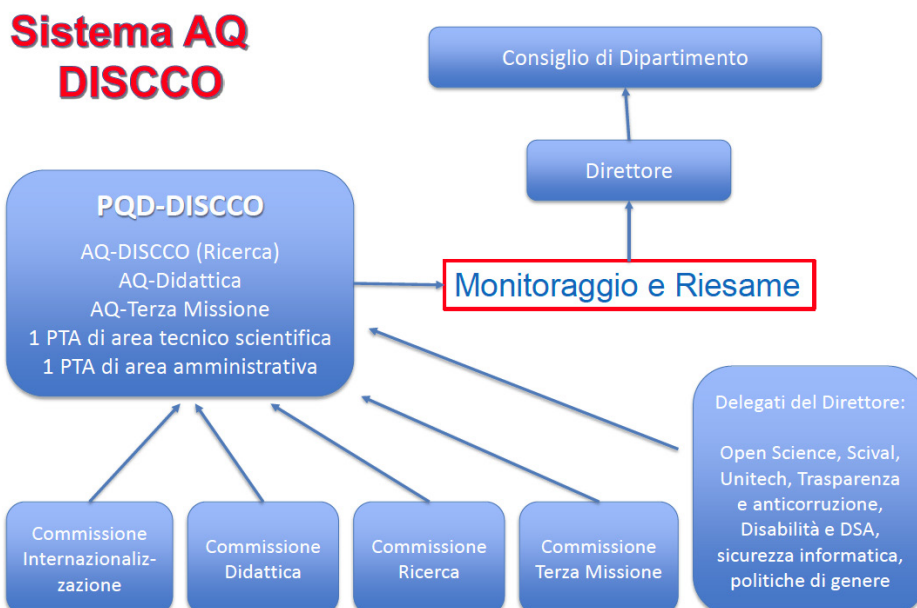 Sistema AQ
DISCCO
Consiglio di Dipartimento
Direttore
PQD-DISCCO
AQ-DISCCO (Ricerca)
AQ-Didattica
AQ-Terza Missione
1 PTA di area tecnico scientifica
1 PTA di area amministrativa
Monitoraggio e Riesame
Delegati del Direttore:
Open Science, Scival,
Unitech, Trasparenza
e anticorruzione,
Disabilità e DSA,
sicurezza informatica,
politiche di genere
Commissione
Internazionaliz-
zazione
Commissione
Didattica
Commissione
Ricerca
Commissione
Terza Missione